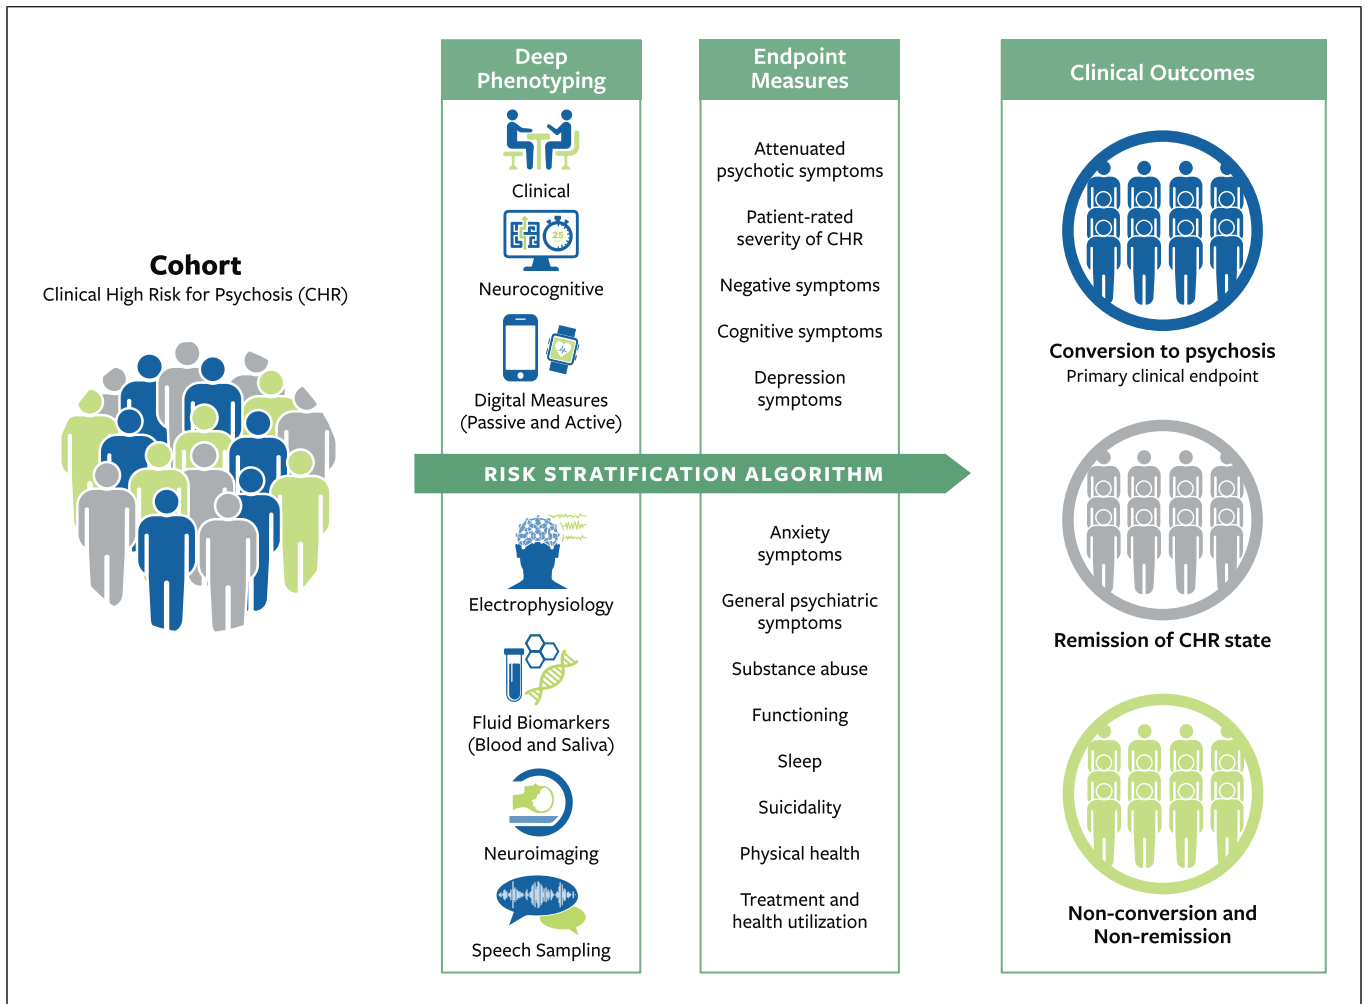 Cohort
Clinical High Risk for Psychosis (CHR)
Deep
Phenotyping
Clinical
25
Neurocognitive
Digital Measures
(Passive and Active)
Endpoint
Measures
Attenuated
psychotic symptoms
Patient-rated
severity of CHR
Negative symptoms
Cognitive symptoms
Depression
symptoms
RISK STRATIFICATION ALGORITHM
Electrophysiology
Fluid Biomarkers
(Blood and Saliva)
Neuroimaging
Speech Sampling
Anxiety
symptoms
General psychiatric
symptoms
Substance abuse
Functioning
Sleep
Suicidality
Physical health
Treatment and
health utilization
Clinical Outcomes
Conversion to psychosis
Primary clinical endpoint
Remission of CHR state
Non-conversion and
Non-remission